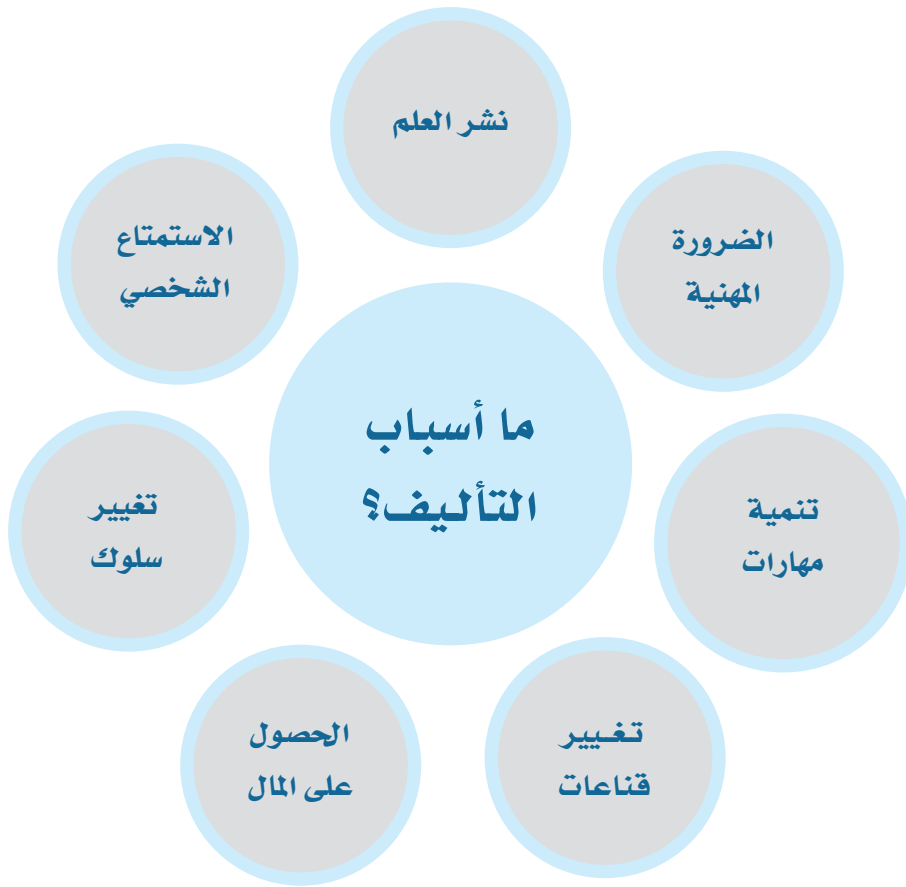 نشر العلم
الضرورة
المهنية
تنمية
مهارات
تغيير
قناعات
الحصول
على المال
تغيير
سلوك
الاستمتاع
الشخصي
ما أسباب
التأليف؟